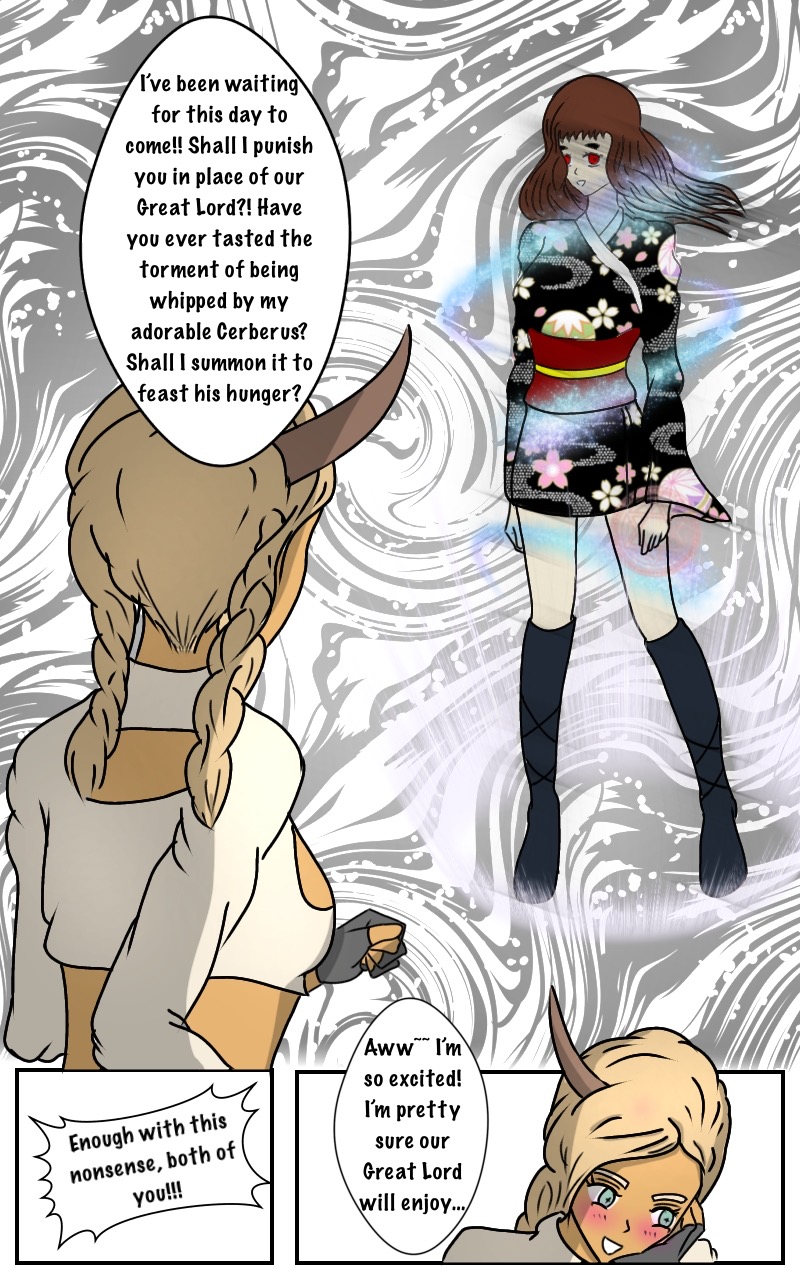 I've been waiting
for this day to
come!! Shall I punish
you in place of our
Great Lord?! Have
you ever tasted the
torment of being
whipped by my
adorable Cerberus?
Shall I summon it to
feast his hunger?
Aww~~ I'm
so excited!
I'm pretty
sure our
Great Lord
will enjoy...
Enough with this
nonsense, both of
you!!!